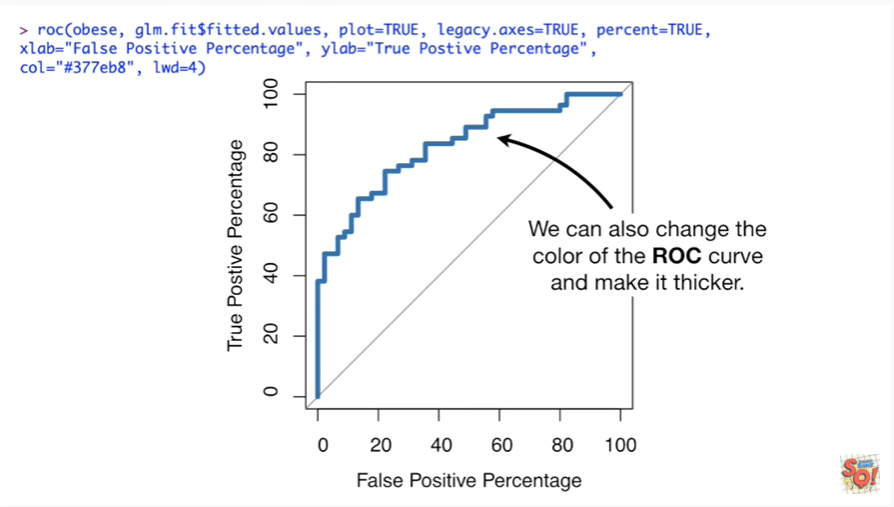 > roc(obese, glm.fit$fitted.values, plot=TRUE, legacy.axes=TRUE, percent=TRUE,
xlab="False Positive Percentage", ylab="True Postive Percentage",
col="#377eb8", lwd=4)
100
80
60
40
20
0
True Postive Percentage
We can also change the
color of the ROC curve
and make it thicker.
0 20 40 60 80 100
False Positive Percentage
SQ!